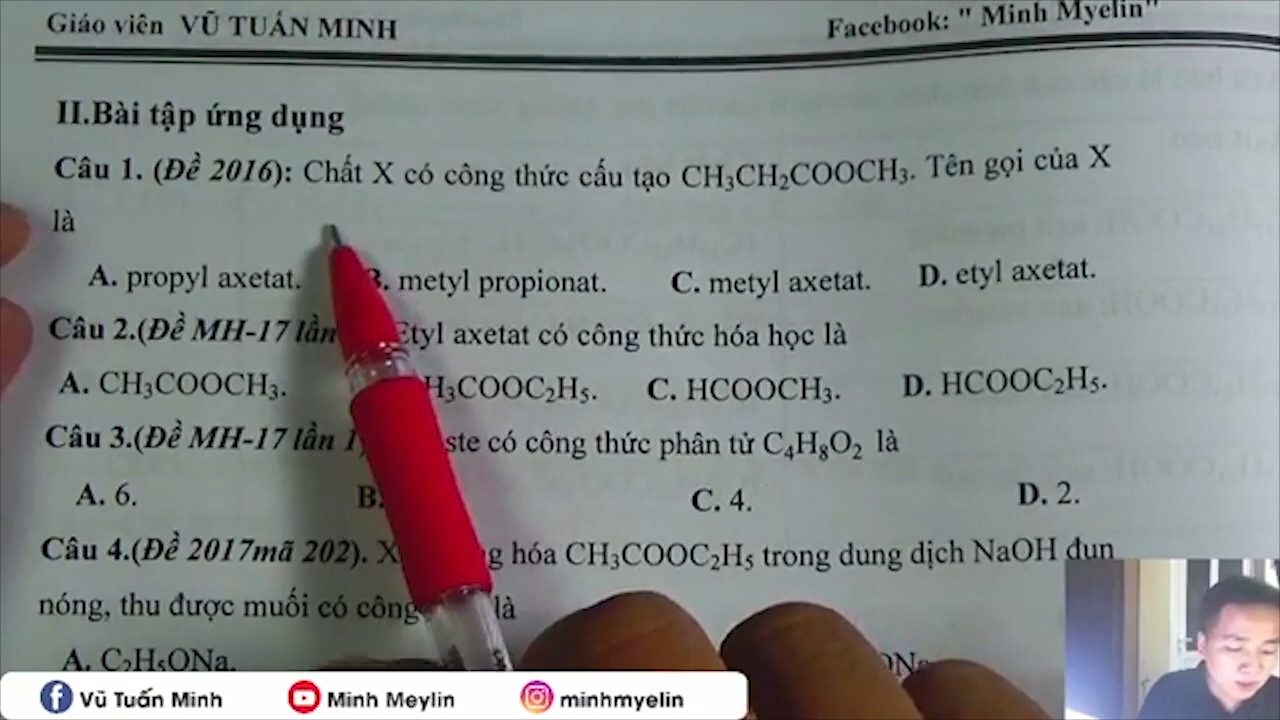 Giáo viên VŨ TUẤN MINH
Facebook: " Minh Myelin"
II.Bài tập ứng dụng
Câu 1. (Đề 2016): Chất X có công thức cấu tạo CH₃CH₂COOCH₃. Tên gọi của X
là
A. propyl axetat. B. metyl propionat. C. metyl axetat. D. etyl axetat.
Câu 2.(Đề MH-17 lần Etyl axetat có công thức hóa học là
A. CH₃COOCH₃. H₃COOC₂H₅. C. HCOOCH₃. D. HCOOC₂H₅.
Câu 3.(Đề MH-17 lần 1 có công thức phân tử C₄H₈O₂ là
A. 6. B. C. 4. D. 2.
Câu 4.(Đề 2017mã 202). X hóa CH₃COOC₂H₅ trong dung dịch NaOH đun
nóng, thu được muối có công là
A. C₂H₅ONa.
Vũ Tuấn Minh Minh Meylin minhmyelin